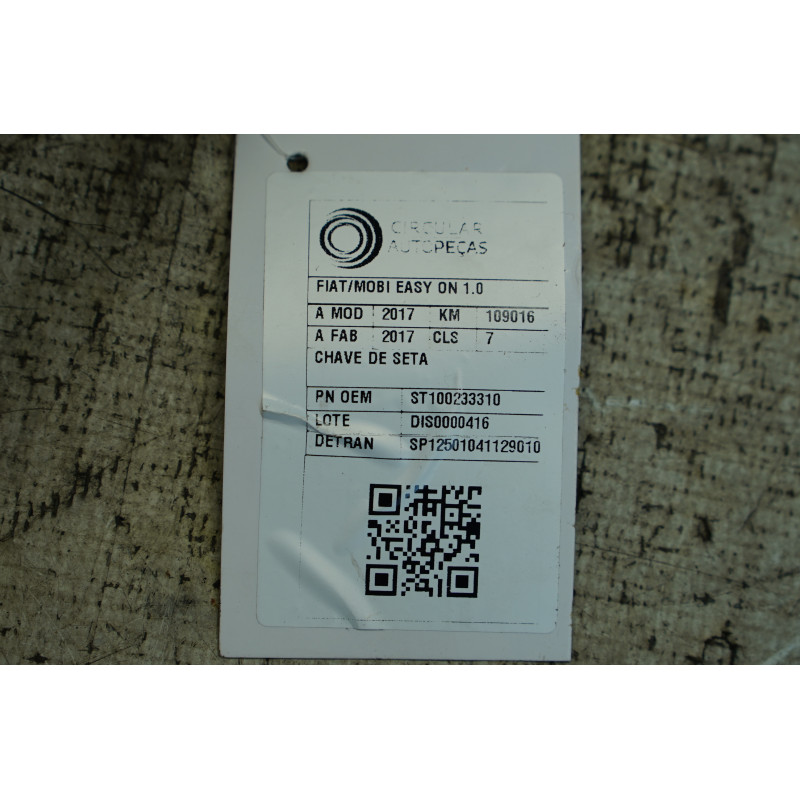 CIRCULAR
AUTOPEÇAS
FIAT/MOBI EASY ON 1.0
A MOD 2017 KM 109016
A FAB 2017 CLS 7
CHAVE DE SETA
PN OEM ST100233310
LOTE DIS0000416
DETRAN SP12501041129010